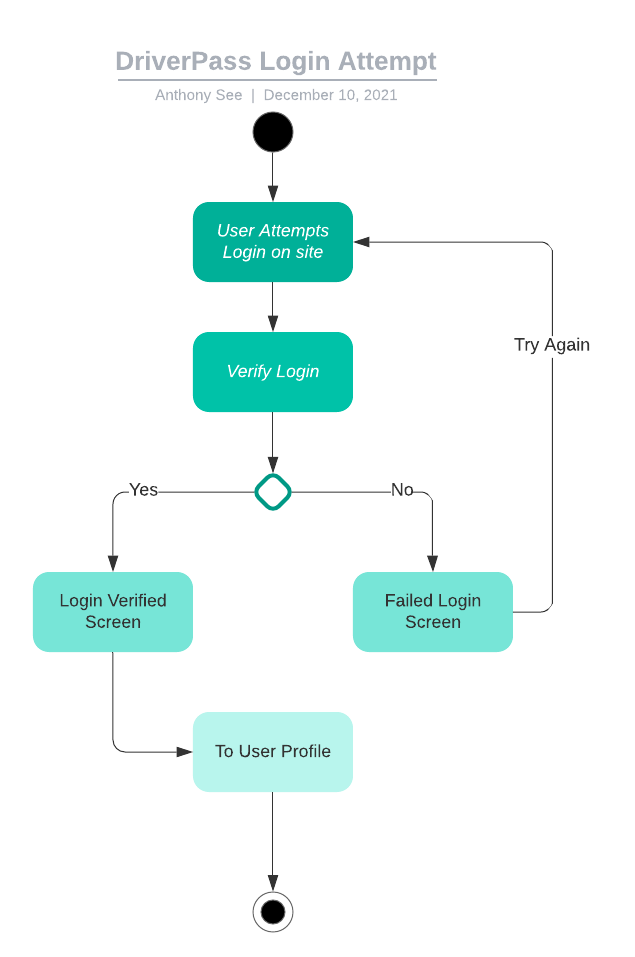 DriverPass Login Attempt
Anthony See | December 10, 2021
User Attempts
Login on site
Try Again
Verify Login
Yes
No
Login Verified
Screen
Failed Login
Screen
To User Profile